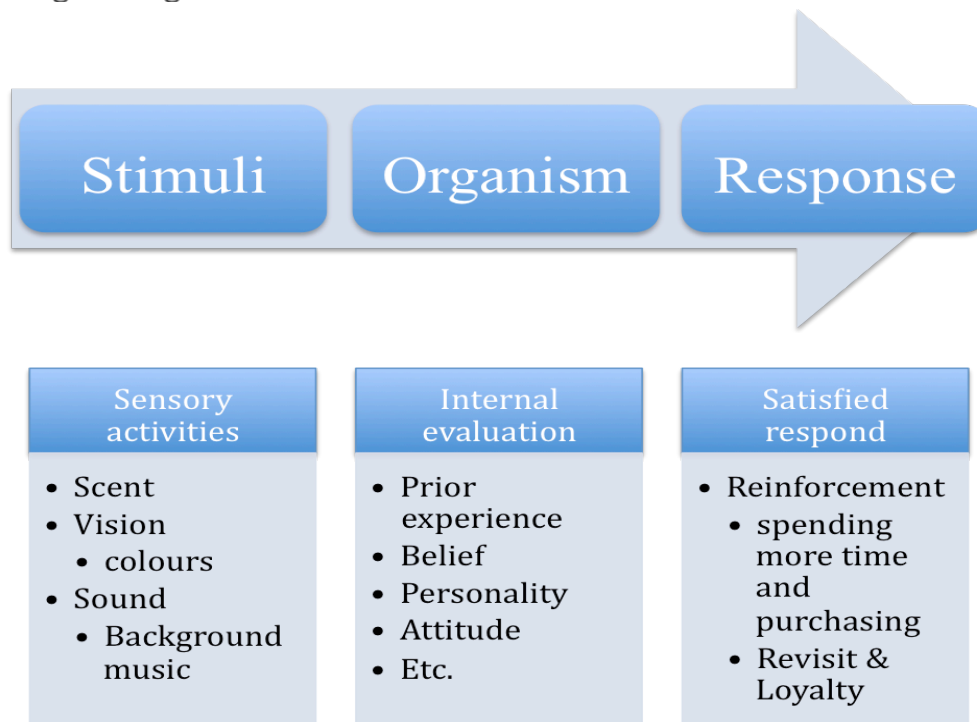 Stimuli
Organism
Response
Sensory
activities
• Scent
• Vision
• colours
• Sound
• Background
music
Internal
evaluation
• Prior
experience
• Belief
• Personality
• Attitude
• Etc.
Satisfied
respond
• Reinforcement
• spending
more time
and
purchasing
• Revisit &
Loyalty